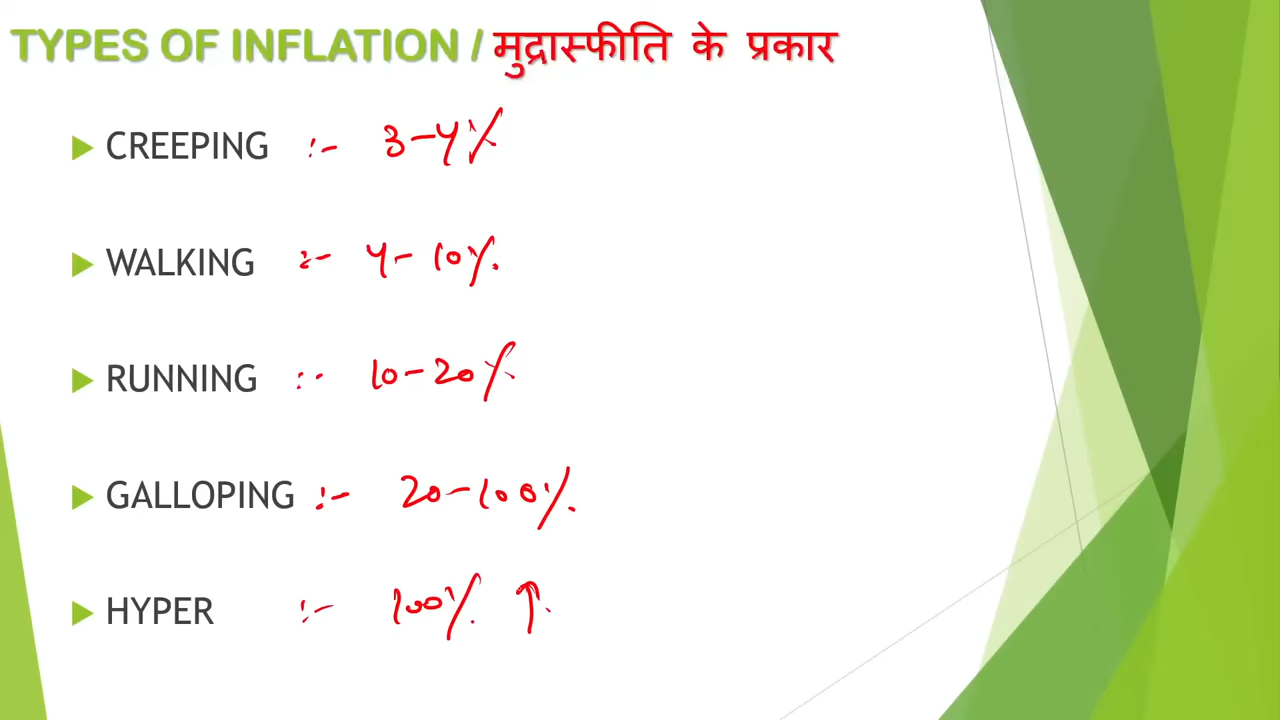 TYPES OF INFLATION / मुद्रास्फीति के प्रकार
CREEPING :- 3-4%
WALKING :- 4-10%
RUNNING :- 10-20%
GALLOPING :- 20-100%
HYPER :- 100% ↑